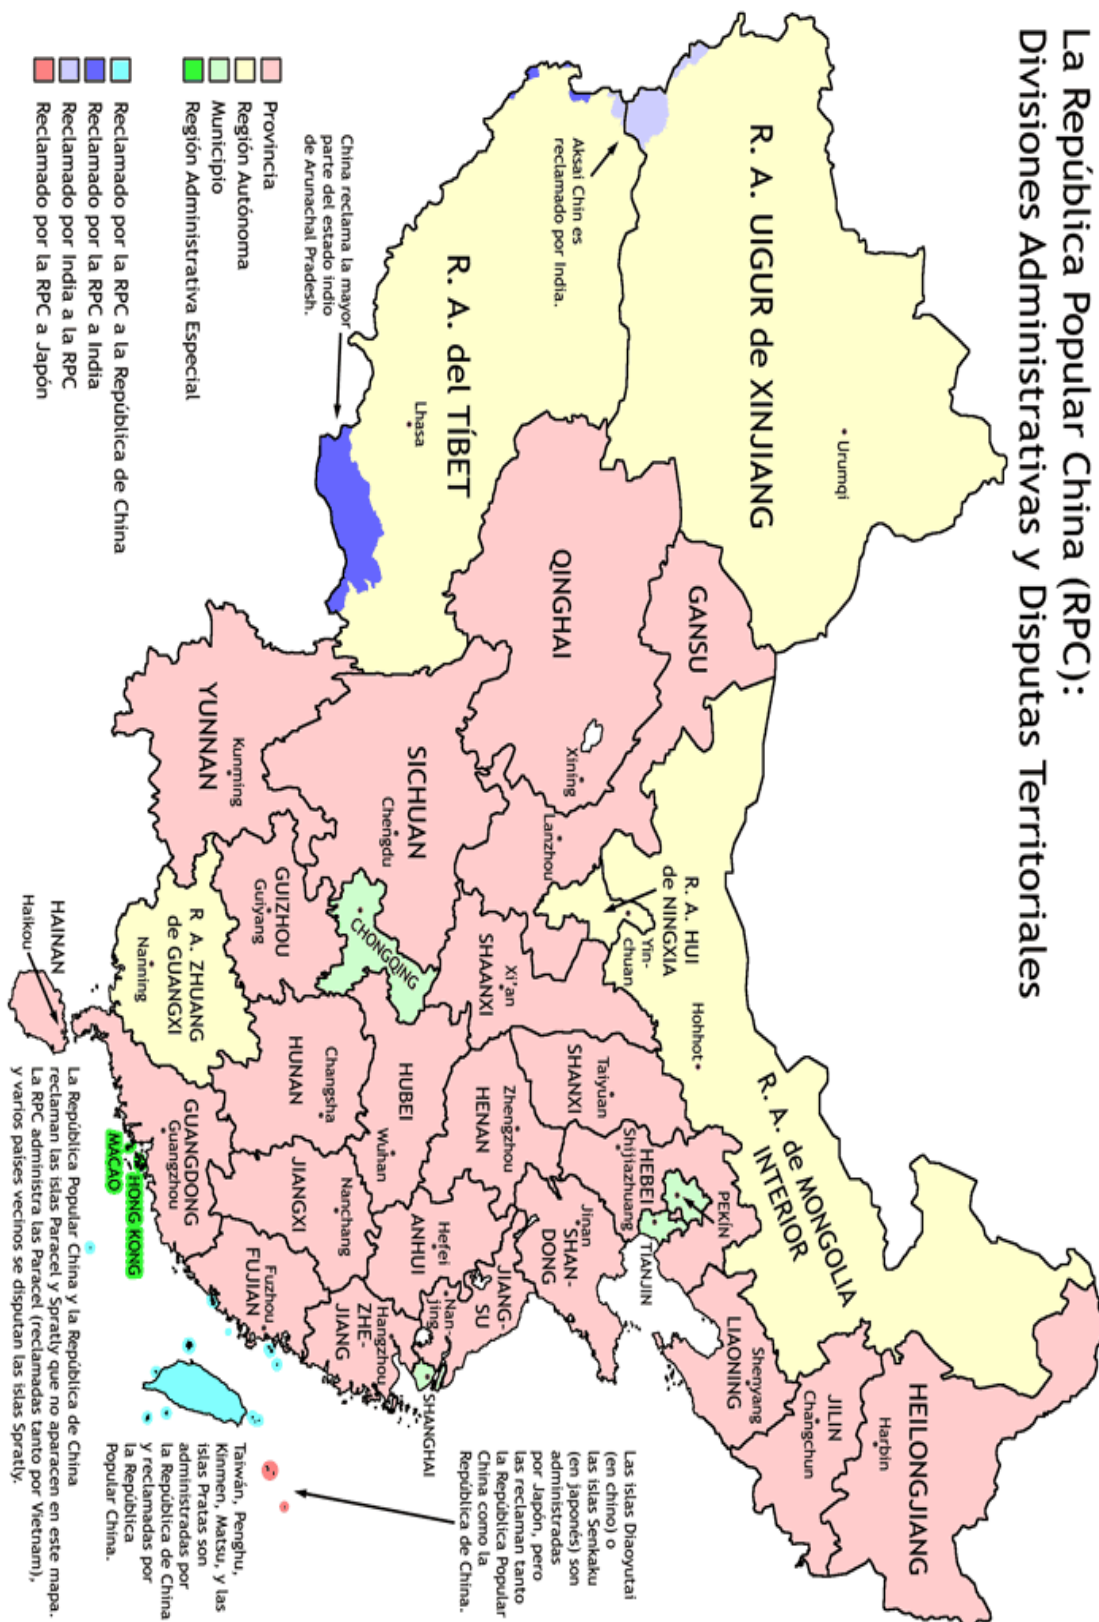 La República Popular China (RPC):
Divisiones Administrativas y Disputas Territoriales
R. A. UIGUR de XINJIANG
Urumqi
Aksai Chin es
reclamado por India.
R. A. del TÍBET
Lhasa
China reclama la mayor
parte del estado indio
de Arunachal Pradesh.
QINGHAI
Xining
GANSU
Lanzhou
R. A. HUI
de NINGXIA
Yin-
chuan
R. A. de MONGOLIA
INTERIOR
Hohhot
HEILONGJIANG
Harbin
JILIN
Changchun
LIAONING
Shenyang
PEKÍN
TIANJIN
HEBEI
Shijiazhuang
SHANXI
Taiyuan
SHAN-
DONG
Jinan
HENAN
Zhengzhou
SHAANXI
Xi'an
SICHUAN
Chengdu
CHONGQING
HUBEI
Wuhan
ANHUI
Hefei
JIANG-
SU
Nan-
jing
SHANGHAI
ZHE-
JIANG
Hangzhou
JIANGXI
Nanchang
HUNAN
Changsha
GUIZHOU
Guiyang
YUNNAN
Kunming
R. A. ZHUANG
de GUANGXI
Nanning
GUANGDONG
Guangzhou
FUJIAN
Fuzhou
HONG KONG
MACAO
HAINAN
Haikou
Las islas Diaoyutai
(en chino) o
las islas Senkaku
(en japonés) son
administradas
por Japón, pero
las reclaman tanto
la República Popular
China como la
República de China.
Taiwán, Penghu,
Kinmen, Matsu, y las
islas Pratas son
administradas por
la República de China
y reclamadas por
la República
Popular China.
La República Popular China y la República de China
reclaman las islas Paracel y Spratly que no aparacen en este mapa.
La RPC administra las Paracel (reclamadas tanto por Vietnam),
y varios países vecinos se disputan las islas Spratly.
Provincia
Región Autónoma
Municipio
Región Administrativa Especial
Reclamado por la RPC a la República de China
Reclamado por la RPC a India
Reclamado por India a la RPC
Reclamado por la RPC a Japón